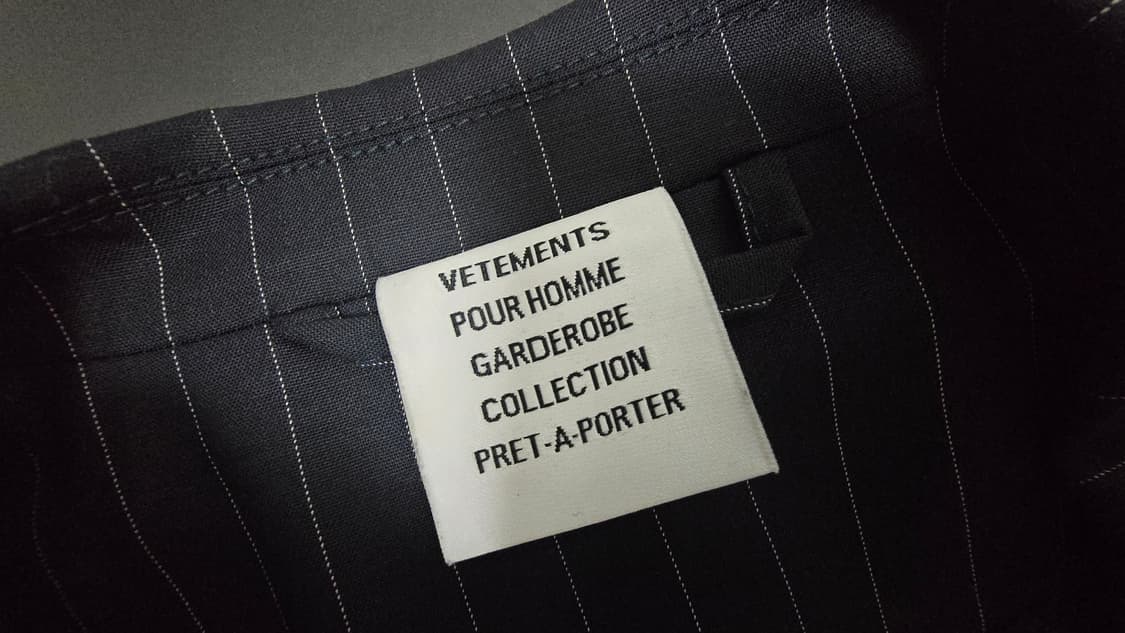 VETEMENTS
POUR HOMME
GARDEROBE
COLLECTION
PRET-A-PORTER